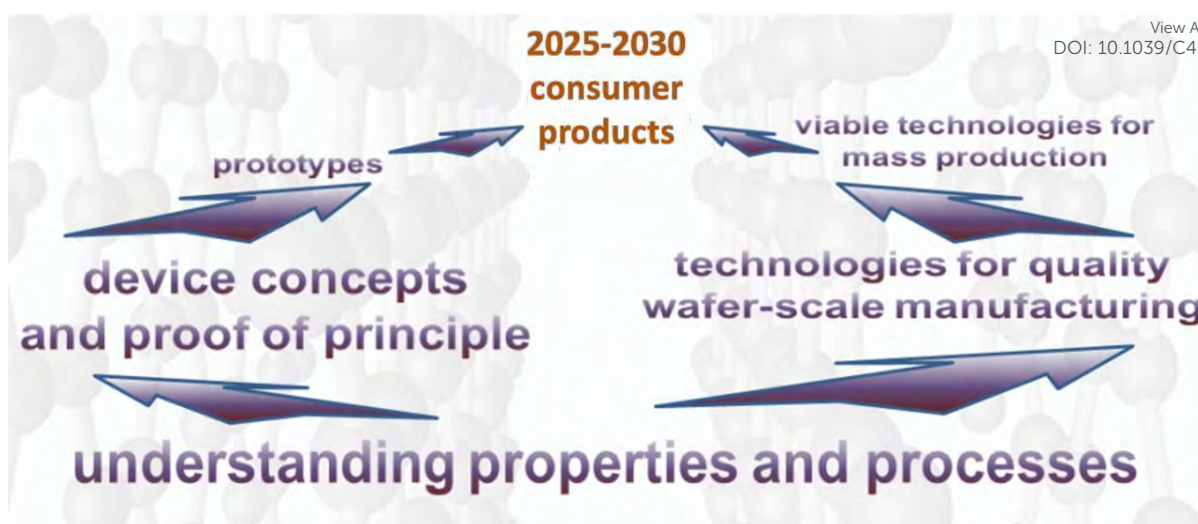 View A
DOI: 10.1039/C4
2025-2030
consumer
products
prototypes
viable technologies for
mass production
device concepts
and proof of principle
technologies for quality
wafer-scale manufacturing
understanding properties and processes